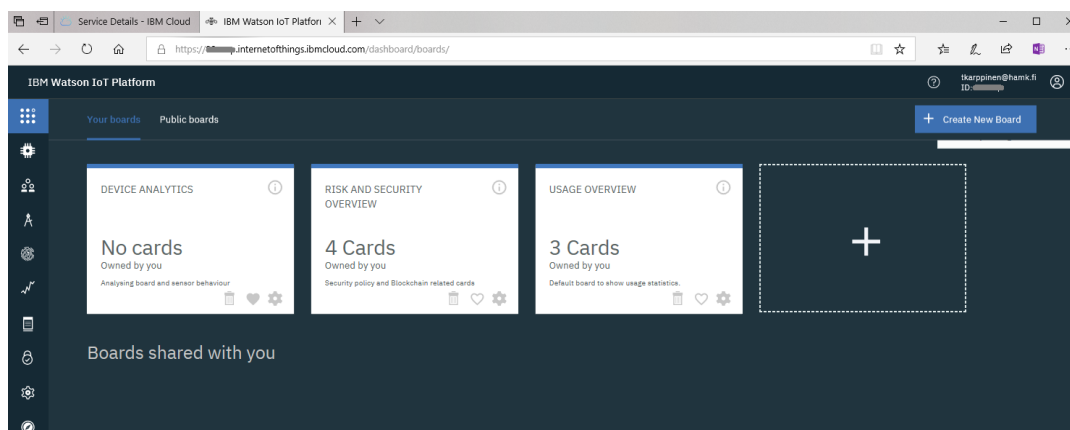 Service Details - IBM Cloud
IBM Watson IoT Platforr
https://
.internetofthings.ibmcloud.com/dashboard/boards/
IBM Watson IoT Platform
tkarppinen@hamk.fi
ID:
Your boards
Public boards
+ Create New Board
DEVICE ANALYTICS
No cards
Owned by you
Analysing board and sensor behaviour
RISK AND SECURITY
OVERVIEW
4 Cards
Owned by you
Security policy and Blockchain related cards
USAGE OVERVIEW
3 Cards
Owned by you
Default board to show usage statistics.
Boards shared with you